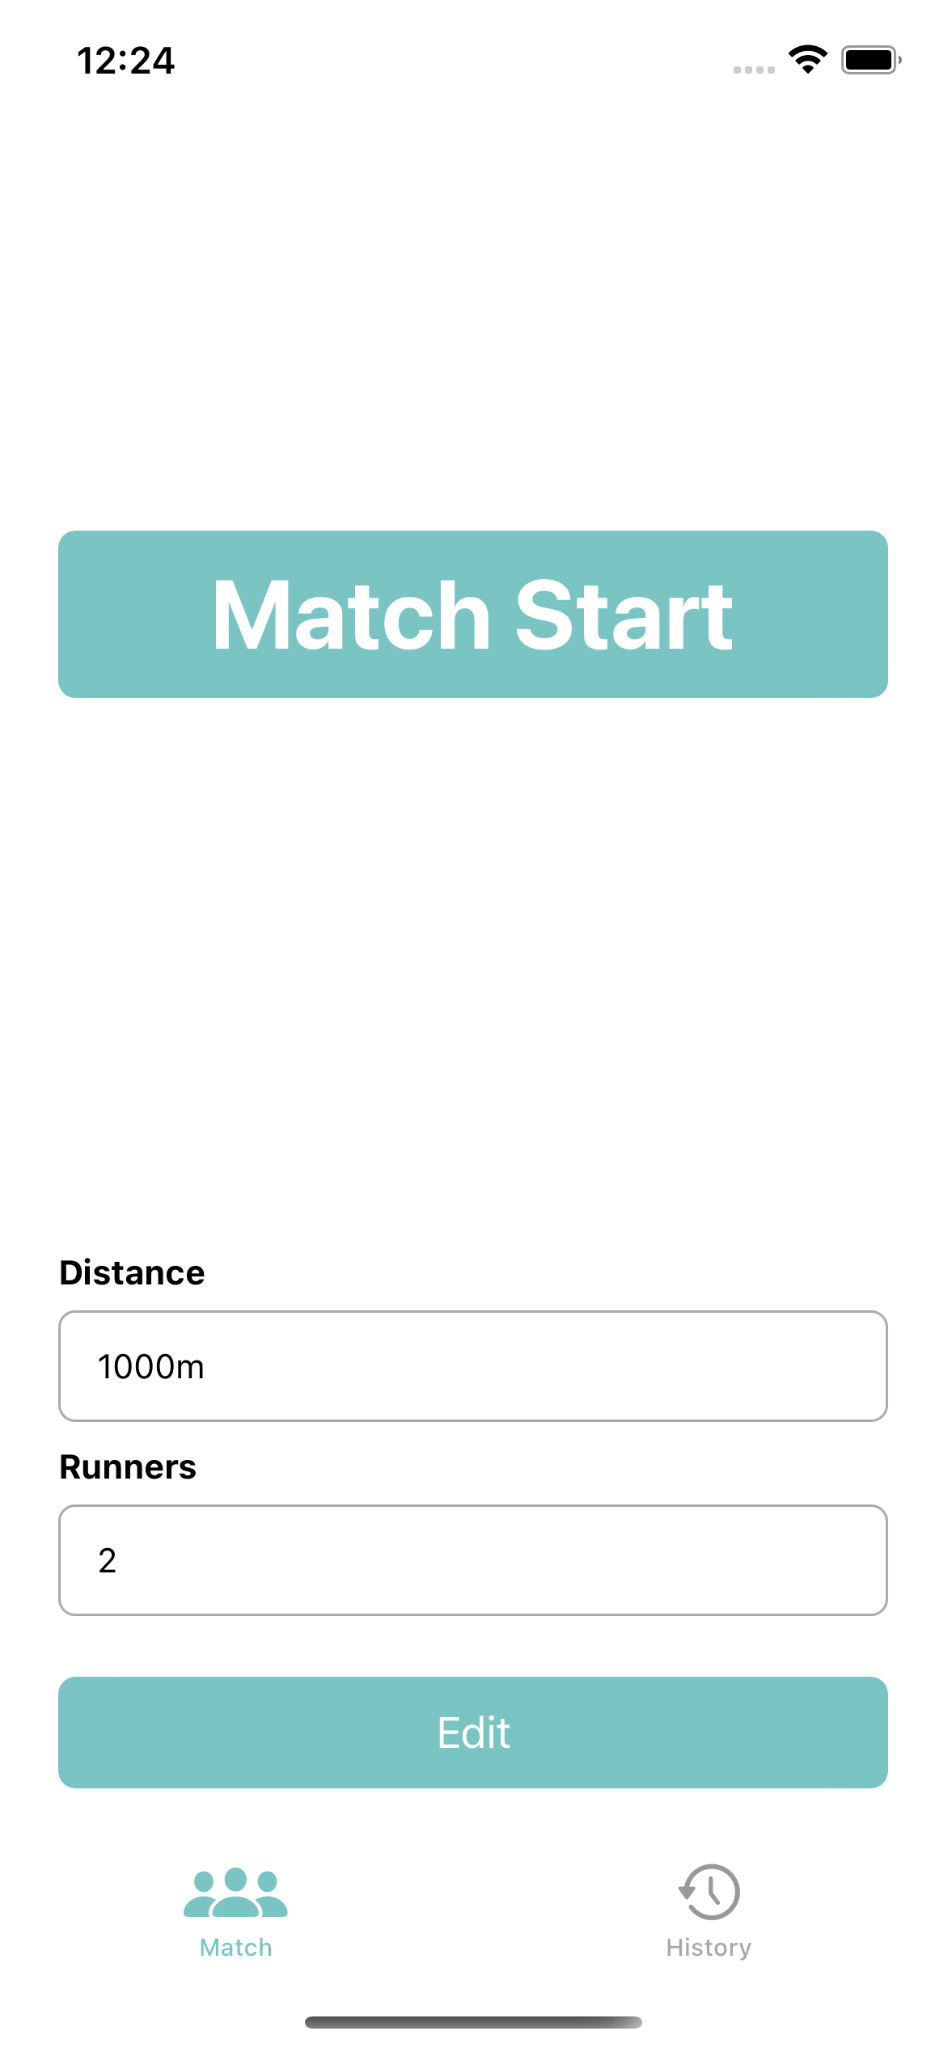 12:24
Match Start
Distance
1000m
Runners
2
Edit
Match
History